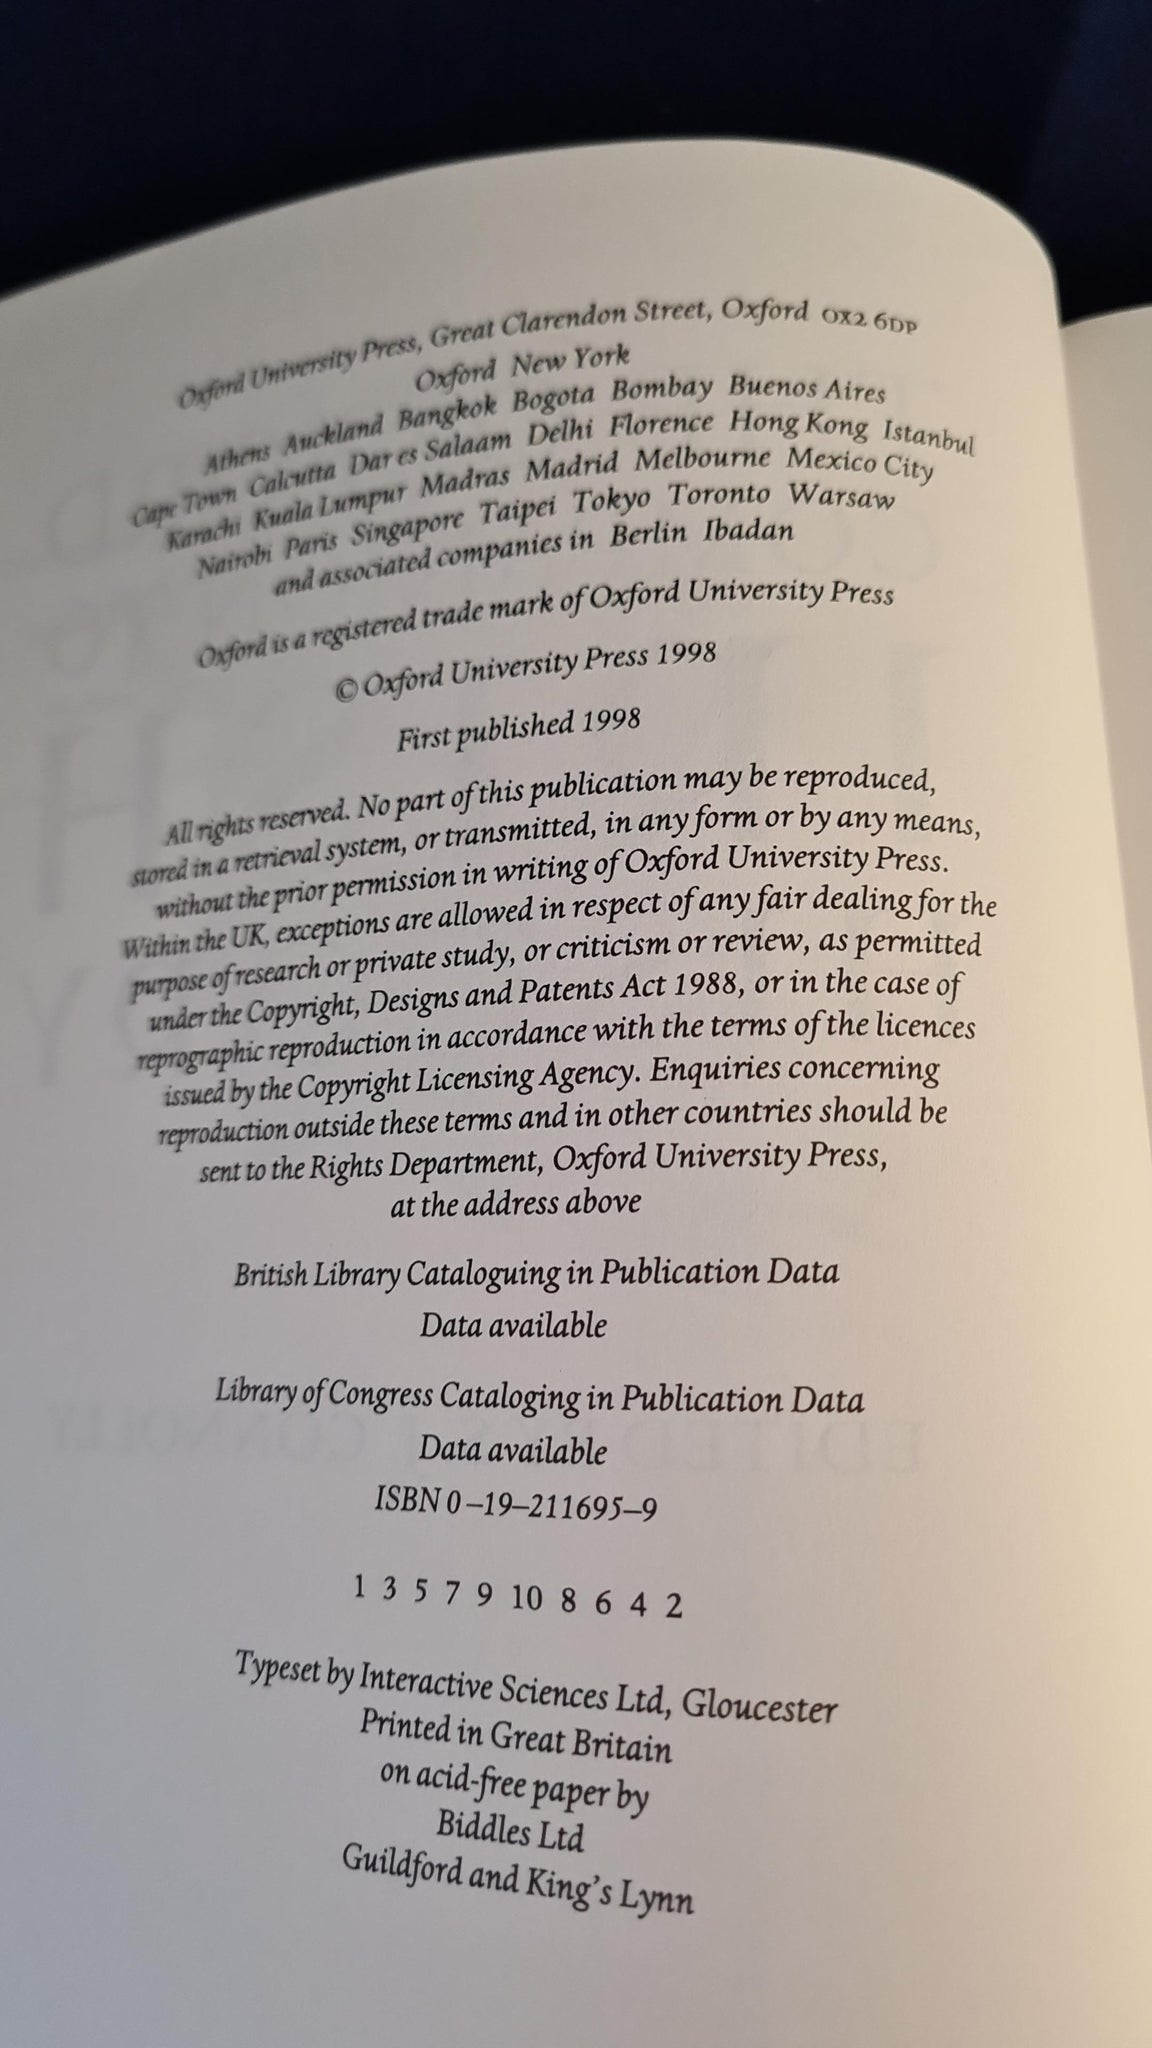 Oxford University Press, Great Clarendon Street, Oxford OX2 6DP
Oxford New York
Athens Auckland Bangkok Bogota Bombay Buenos Aires
Cape Town Calcutta Dar es Salaam Delhi Florence Hong Kong Istanbul
Karachi Kuala Lumpur Madras Madrid Melbourne Mexico City
Nairobi Paris Singapore Taipei Tokyo Toronto Warsaw
and associated companies in Berlin Ibadan
Oxford is a registered trade mark of Oxford University Press
© Oxford University Press 1998
First published 1998
All rights reserved. No part of this publication may be reproduced,
stored in a retrieval system, or transmitted, in any form or by any means,
without the prior permission in writing of Oxford University Press.
Within the UK, exceptions are allowed in respect of any fair dealing for the
purpose of research or private study, or criticism or review, as permitted
under the Copyright, Designs and Patents Act 1988, or in the case of
reprographic reproduction in accordance with the terms of the licences
issued by the Copyright Licensing Agency. Enquiries concerning
reproduction outside these terms and in other countries should be
sent to the Rights Department, Oxford University Press,
at the address above
British Library Cataloguing in Publication Data
Data available
Library of Congress Cataloging in Publication Data
Data available
ISBN 0–19–211695–9
1 3 5 7 9 10 8 6 4 2
Typeset by Interactive Sciences Ltd, Gloucester
Printed in Great Britain
on acid-free paper by
Biddles Ltd
Guildford and King's Lynn